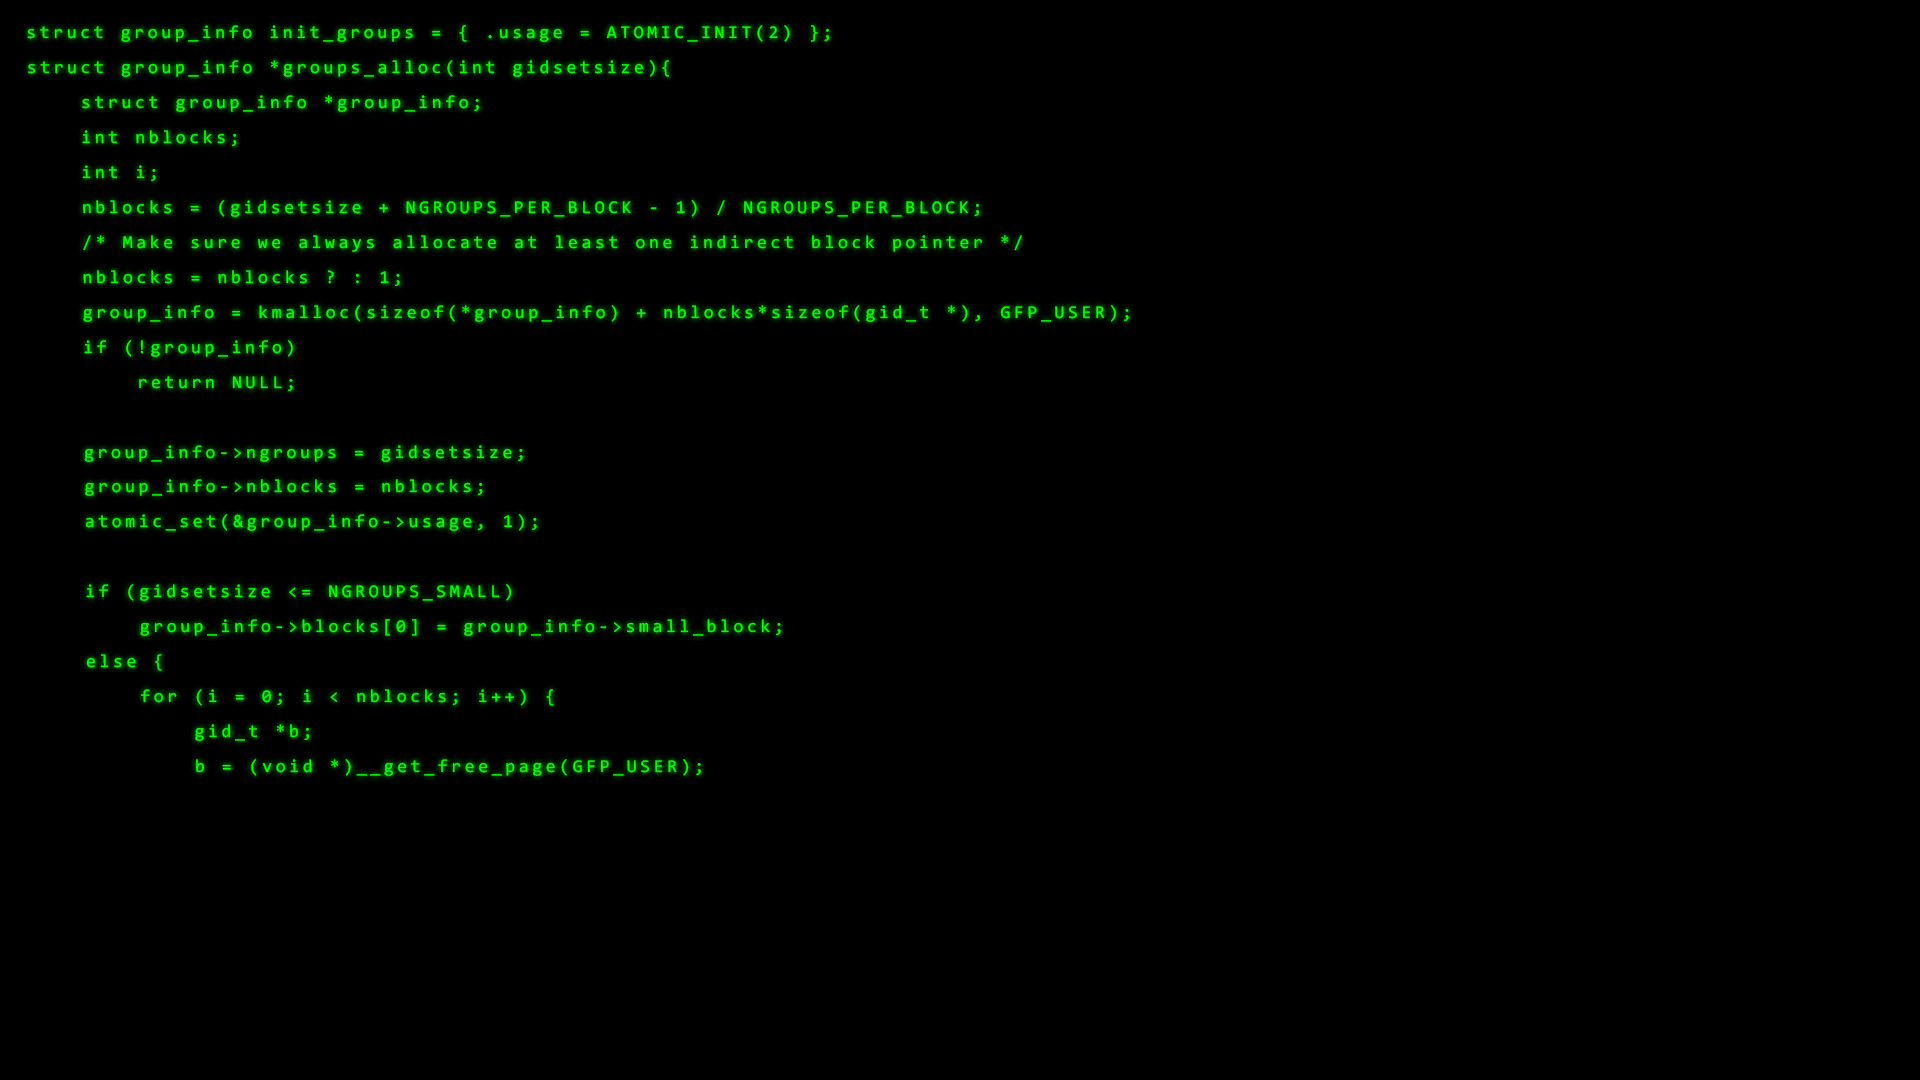 struct group_info init_groups = { .usage = ATOMIC_INIT(2) };
struct group_info *groups_alloc(int gidsetsize){
struct group_info *group_info;
int nblocks;
int i;
nblocks = (gidsetsize + NGROUPS_PER_BLOCK - 1) / NGROUPS_PER_BLOCK;
/* Make sure we always allocate at least one indirect block pointer */
nblocks = nblocks ? : 1;
group_info = kmalloc(sizeof(*group_info) + nblocks*sizeof(gid_t *), GFP_USER);
if (!group_info)
return NULL;
group_info->ngroups = gidsetsize;
group_info->nblocks = nblocks;
atomic_set(&group_info->usage, 1);
if (gidsetsize <= NGROUPS_SMALL)
group_info->blocks[0] = group_info->small_block;
else {
for (i = 0; i < nblocks; i++) {
gid_t *b;
b = (void *)__get_free_page(GFP_USER);